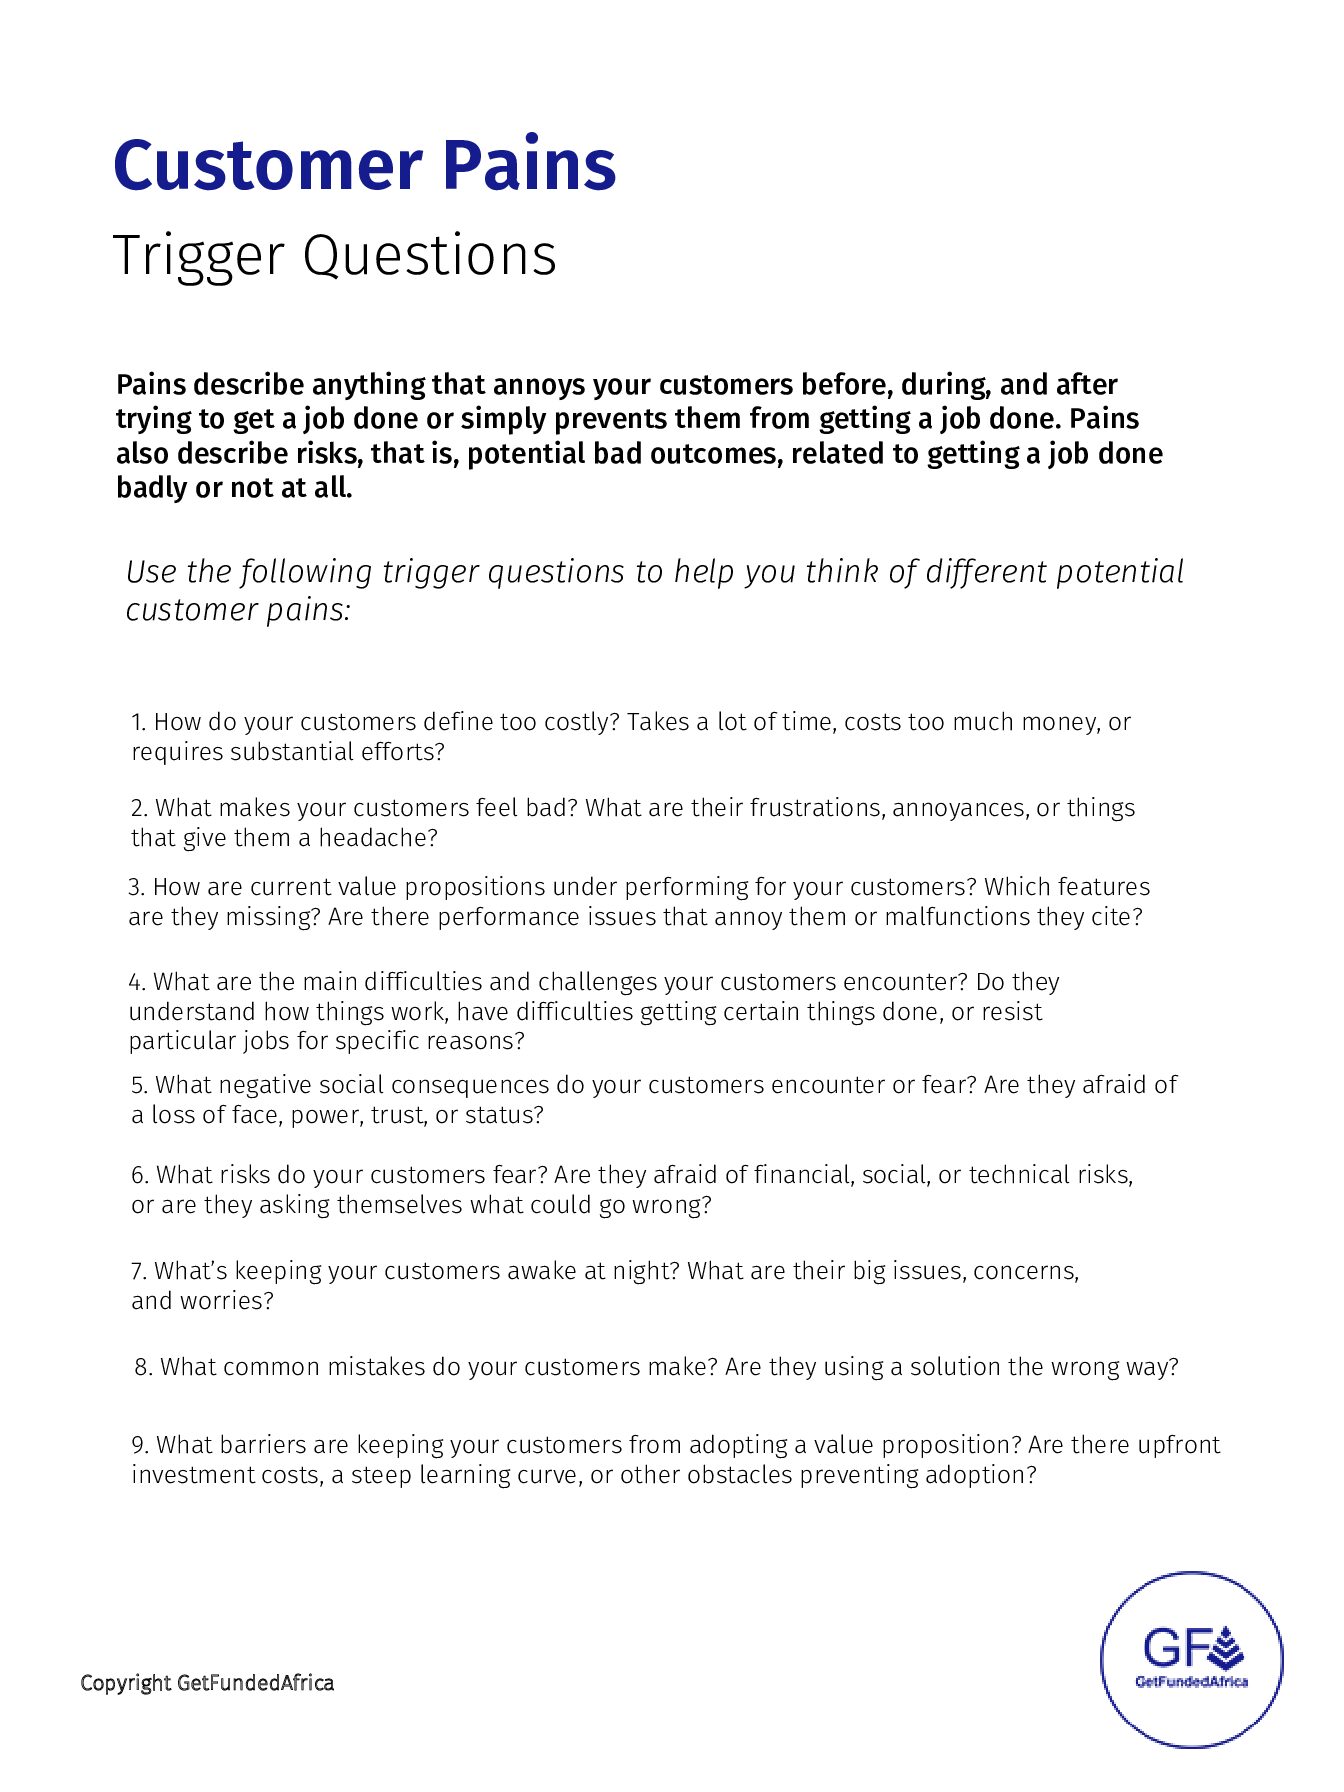 Customer Pains
Trigger Questions
Pains describe anything that annoys your customers before, during, and after
trying to get a job done or simply prevents them from getting a job done. Pains
also describe risks, that is, potential bad outcomes, related to getting a job done
badly or not at all.
Use the following trigger questions to help you think of different potential
customer pains:
1. How do your customers define too costly? Takes a lot of time, costs too much money, or
requires substantial efforts?
2. What makes your customers feel bad? What are their frustrations, annoyances, or things
that give them a headache?
3. How are current value propositions under performing for your customers? Which features
are they missing? Are there performance issues that annoy them or malfunctions they cite?
4. What are the main difficulties and challenges your customers encounter? Do they
understand how things work, have difficulties getting certain things done, or resist
particular jobs for specific reasons?
5. What negative social consequences do your customers encounter or fear? Are they afraid of
a loss of face, power, trust, or status?
6. What risks do your customers fear? Are they afraid of financial, social, or technical risks,
or are they asking themselves what could go wrong?
7. What’s keeping your customers awake at night? What are their big issues, concerns,
and worries?
8. What common mistakes do your customers make? Are they using a solution the wrong way?
9. What barriers are keeping your customers from adopting a value proposition? Are there upfront
investment costs, a steep learning curve, or other obstacles preventing adoption?
GF
GetFundedAfrica
Copyright GetFundedAfrica